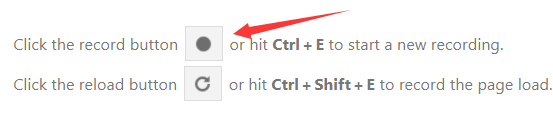 Click the record button or hit Ctrl + E to start a new recording.
Click the reload button or hit Ctrl + Shift + E to record the page load.